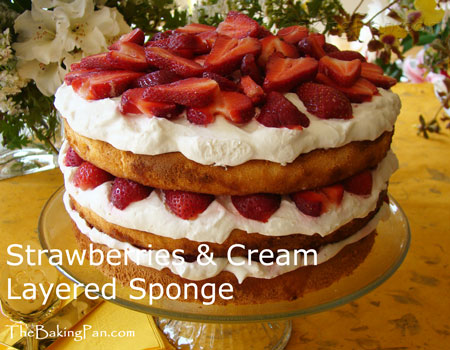 Strawberries & Cream
Layered Sponge
TheBakingPan.com